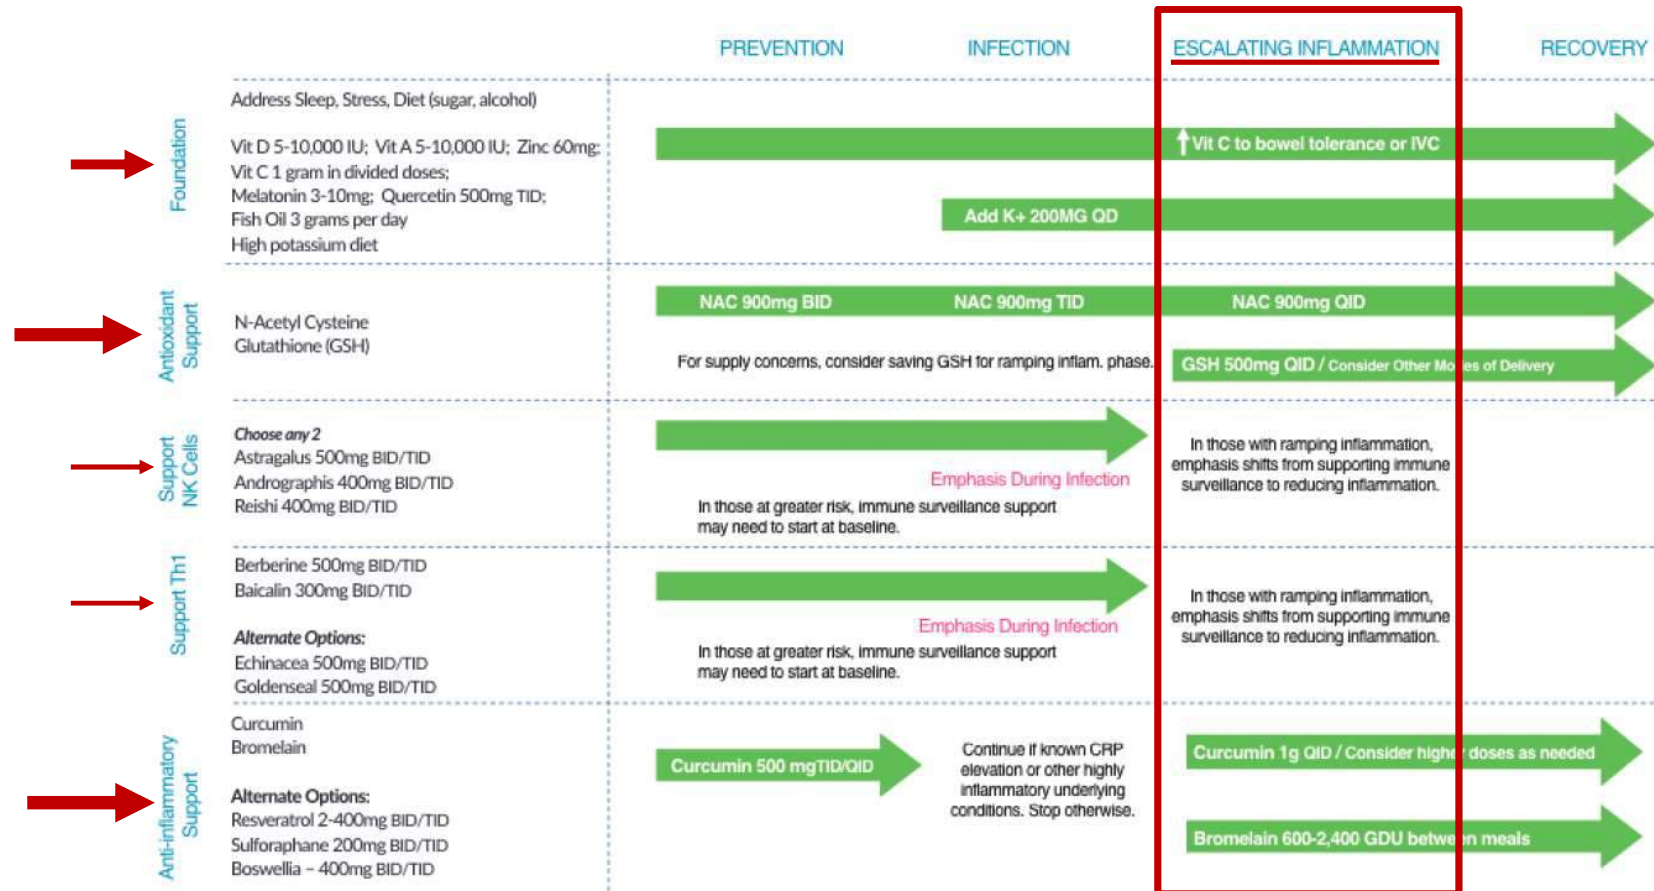 PREVENTION
INFECTION
ESCALATING INFLAMMATION
RECOVERY
Foundation
Address Sleep, Stress, Diet (sugar, alcohol)
Vit D 5-10,000 IU; Vit A 5-10,000 IU; Zinc 60mg;
Vit C 1 gram in divided doses;
Melatonin 3-10mg; Quercetin 500mg TID;
Fish Oil 3 grams per day
High potassium diet
Vit C to bowel tolerance or IVC
Add K+ 200MG QD
Antioxidant
Support
N-Acetyl Cysteine
Glutathione (GSH)
NAC 900mg BID
NAC 900mg TID
NAC 900mg QID
For supply concerns, consider saving GSH for ramping inflam. phase.
GSH 500mg QID / Consider Other Modes of Delivery
Support
NK Cells
Choose any 2
Astragalus 500mg BID/TID
Andrographis 400mg BID/TID
Reishi 400mg BID/TID
Emphasis During Infection
In those at greater risk, immune surveillance support
may need to start at baseline.
In those with ramping inflammation,
emphasis shifts from supporting immune
surveillance to reducing inflammation.
Support Th1
Berberine 500mg BID/TID
Baicalin 300mg BID/TID
Alternate Options:
Echinacea 500mg BID/TID
Goldenseal 500mg BID/TID
Emphasis During Infection
In those at greater risk, immune surveillance support
may need to start at baseline.
In those with ramping inflammation,
emphasis shifts from supporting immune
surveillance to reducing inflammation.
Anti-inflammatory
Support
Curcumin
Bromelain
Alternate Options:
Resveratrol 2-400mg BID/TID
Sulforaphane 200mg BID/TID
Boswellia – 400mg BID/TID
Curcumin 500 mgTID/QID
Continue if known CRP
elevation or other highly
inflammatory underlying
conditions. Stop otherwise.
Curcumin 1g QID / Consider higher doses as needed
Bromelain 600-2,400 GDU between meals